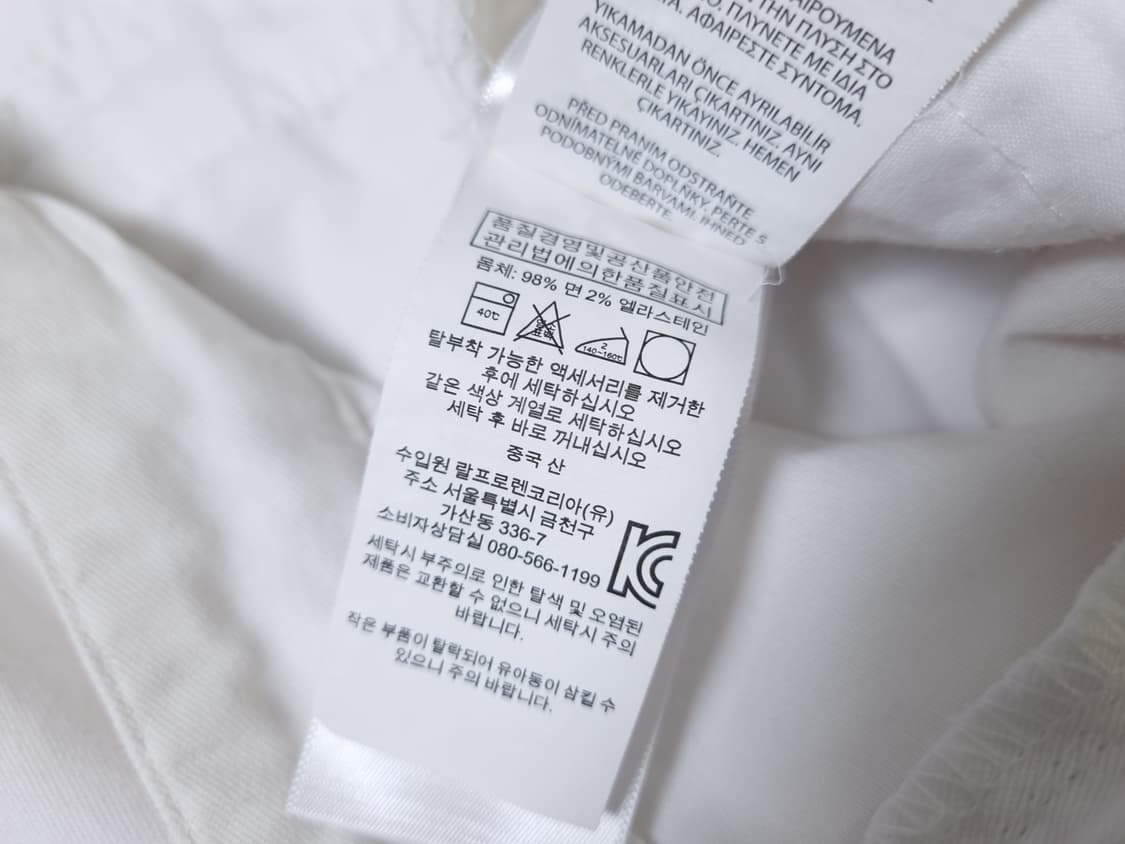 ΑΙΡΟΥΜΕΝΑ
ΤΗΝ ΠΛΥΣΗ ΣΤΟ
ΤΟ. ΠΛΥΝΕΤΕ ΜΕ ΙΔΙΑ
ΤΑ. ΑΦΑΙΡΕΣΤΕ ΣΥΝΤΟΜΑ.
YIKAMADAN ÖNCE AYRILABİLİR
AKSESUARLARI ÇIKARTINIZ. AYNI
RENKLERLE YIKAYINIZ. HEMEN
ÇIKARTINIZ.
PŘED PRANÍM ODSTRAŇTE
ODNÍMATELNÉ DOPLŇKY. PERTE S
PODOBNÝMI BARVAMI. IHNED
ODEBERTE.
품질경영및공산품안전
관리법에의한품질표시
몸체: 98% 면 2% 엘라스테인
40℃ 염소 표백 2 140~160℃
탈부착 가능한 액세서리를 제거한
후에 세탁하십시오
같은 색상 계열로 세탁하십시오
세탁 후 바로 꺼내십시오
중국 산
수입원 랄프로렌코리아(유)
주소 서울특별시 금천구
가산동 336-7
소비자상담실 080-566-1199
세탁시 부주의로 인한 탈색 및 오염된
제품은 교환할 수 없으니 세탁시 주의
바랍니다.
작은 부품이 탈락되어 유아동이 삼킬 수
있으니 주의 바랍니다.